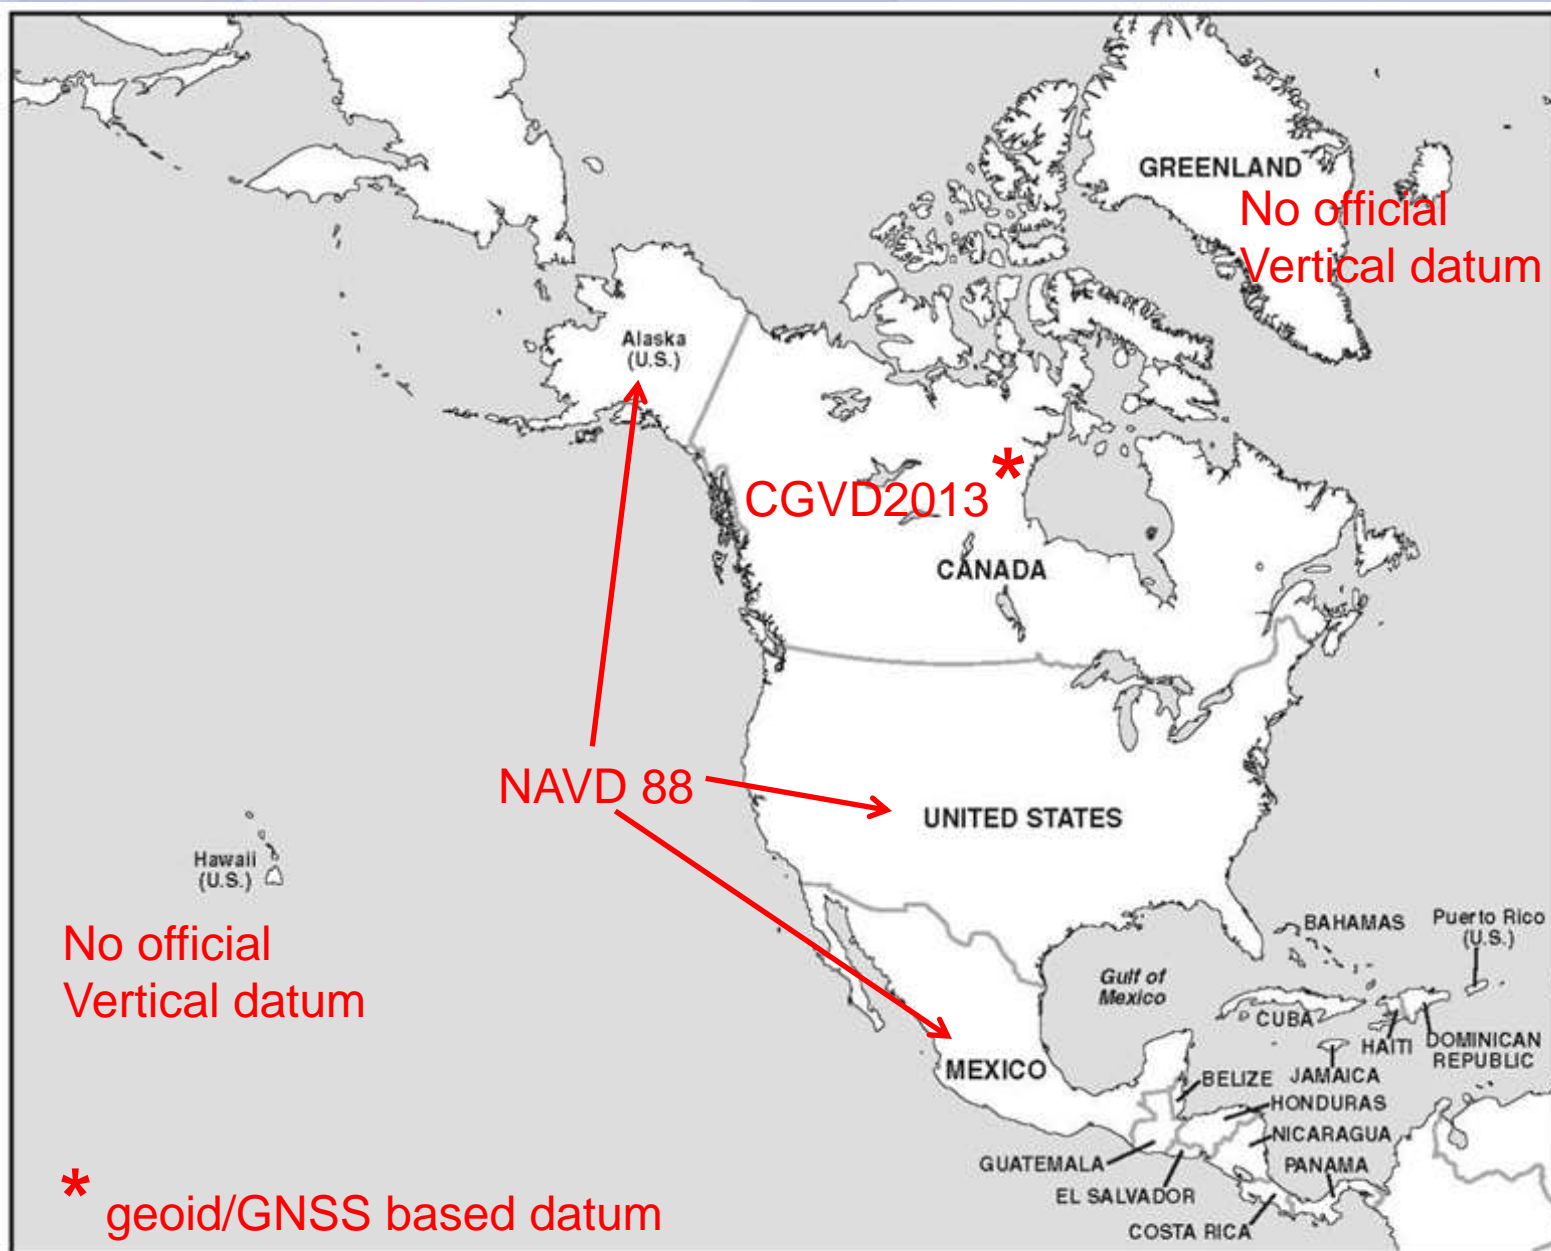 GREENLAND
No official
Vertical datum
Alaska
(U.S.)
CGVD2013*
CANADA
NAVD 88
UNITED STATES
Hawaii
(U.S.)
No official
Vertical datum
BAHAMAS
Puerto Rico
(U.S.)
Gulf of
Mexico
CUBA
HAITI
DOMINICAN
REPUBLIC
MEXICO
BELIZE
JAMAICA
HONDURAS
NICARAGUA
GUATEMALA
PANAMA
EL SALVADOR
COSTA RICA
* geoid/GNSS based datum